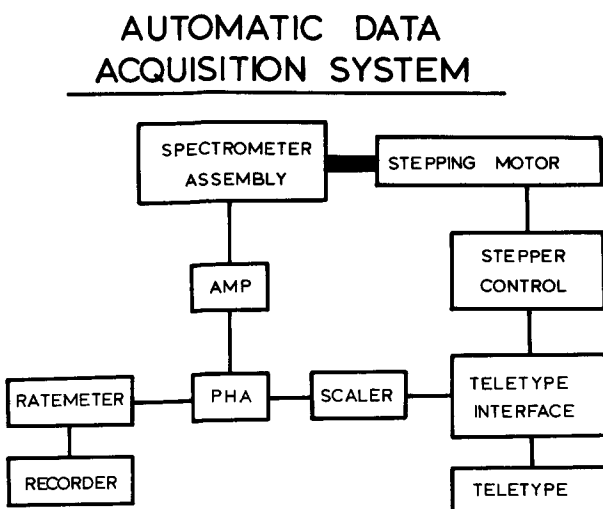 AUTOMATIC DATA
ACQUISITION SYSTEM
SPECTROMETER
ASSEMBLY
STEPPING MOTOR
STEPPER
CONTROL
AMP
RATEMETER
PHA
SCALER
TELETYPE
INTERFACE
RECORDER
TELETYPE